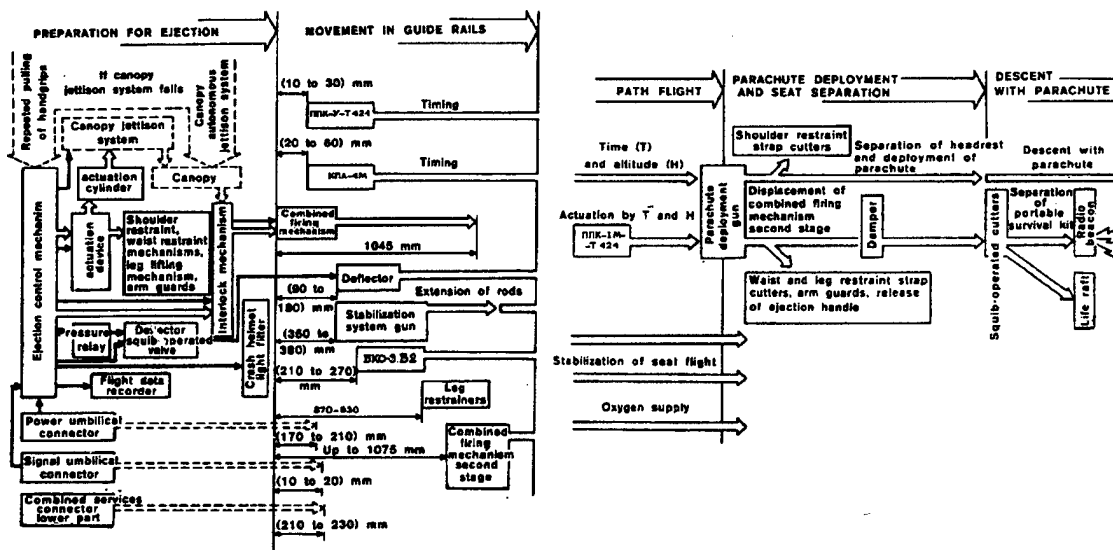 PREPARATION FOR EJECTION
MOVEMENT IN GUIDE RAILS
Repeated pulling
of handgrips
If canopy
jettison system fails
Canopy
autonomous
jettison system
Canopy jettison
system
actuation
cylinder
Canopy
Ejection control mechanism
actuation
device
Shoulder
restraint,
waist restraint
mechanisms,
leg lifting
mechanism,
arm guards
Interlock mechanism
Pressure
relay
Deflector
squib-operated
valve
Crash helmet
light filter
Flight data
recorder
Power umbilical
connector
Signal umbilical
connector
Combined services
connector
lower part
(10 to 30) mm
Timing
ППК-У-Т424
(20 to 60) mm
Timing
КПА-4М
Combined
firing
mechanism
1045 mm
Deflector
(90 to
180) mm
Extension of rods
Stabilization
system gun
(350 to
380) mm
ВКО-3.В2
(210 to 270)
mm
Leg
restrainers
870-930
(170 to 210) mm
Up to 1075 mm
Combined
firing
mechanism
second
stage
(10 to 20) mm
(210 to 230) mm
PATH FLIGHT
PARACHUTE DEPLOYMENT
AND SEAT SEPARATION
DESCENT
WITH PARACHUTE
Shoulder restraint
strap cutters
Time (T)
and altitude (H)
Separation of headrest
and deployment of
parachute
Descent with
parachute
Actuation by T and H
ППК-1М-
-Т424
Parachute
deployment
gun
Displacement of
combined firing
mechanism
second stage
Damper
Squib-operated cutters
Separation
of
portable
survival kit
Radio
beacon
Life raft
Waist and leg restraint strap
cutters, arm guards, release
of ejection handle
Stabilization of seat flight
Oxygen supply